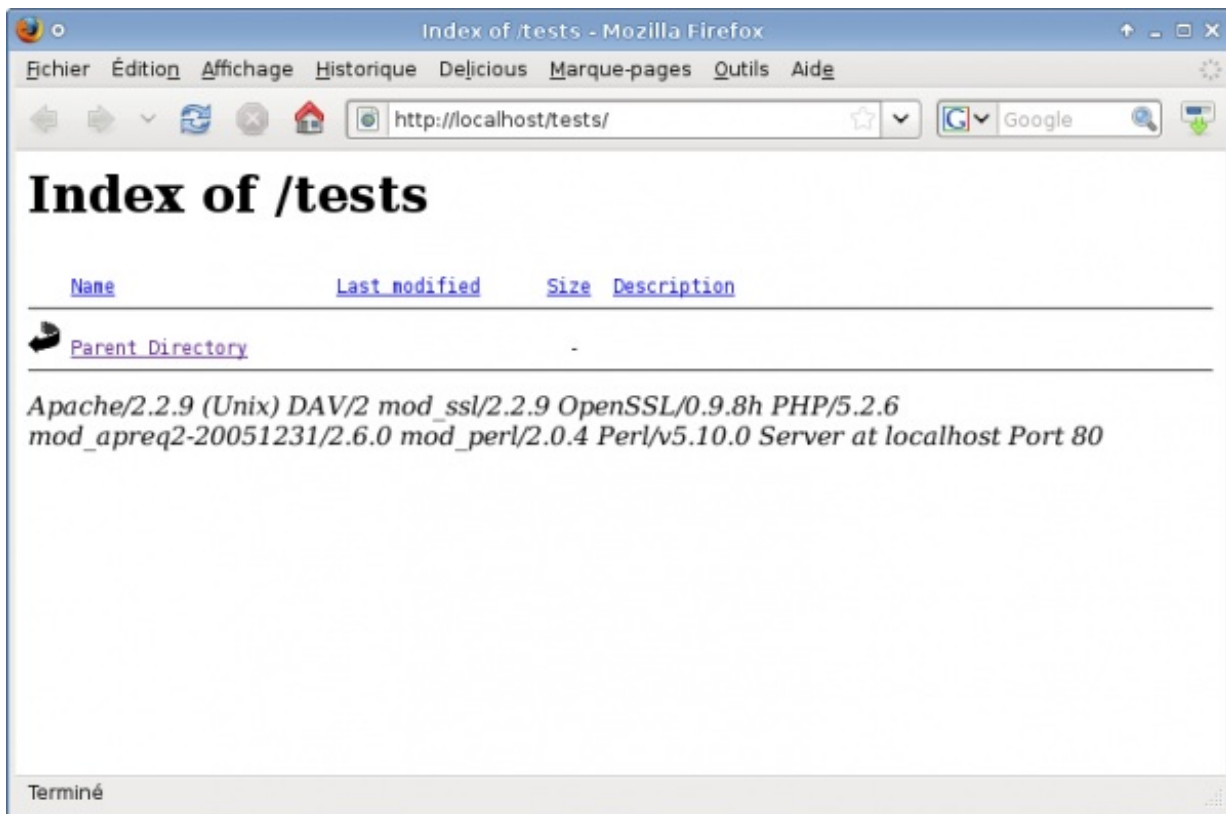 Index of /tests - Mozilla Firefox
Fichier Édition Affichage Historique Delicious Marque-pages Outils Aide
http://localhost/tests/ Google
Index of /tests
Name Last modified Size Description
Parent Directory -
Apache/2.2.9 (Unix) DAV/2 mod_ssl/2.2.9 OpenSSL/0.9.8h PHP/5.2.6
mod_apreq2-20051231/2.6.0 mod_perl/2.0.4 Perl/v5.10.0 Server at localhost Port 80
Terminé